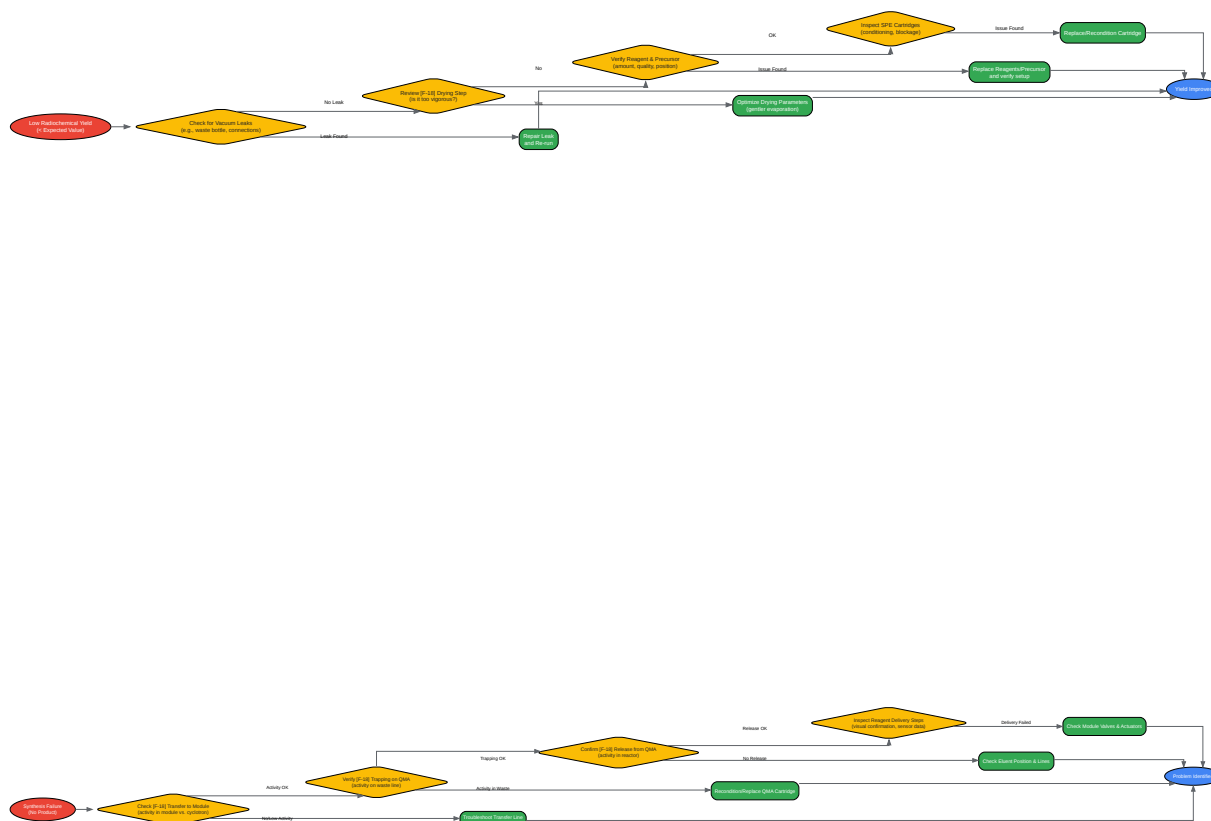 Inspect SPE Cartridges
(conditioning, blockage)
Issue Found
Replace/Recondition Cartridge
OK
Verify Reagent & Precursor
(amount, quality, position)
Issue Found
Replace Reagents/Precursor
and verify setup
No
Review [F-18] Drying Step
(is it too vigorous?)
Yes
Optimize Drying Parameters
(gentler evaporation)
Yield Improved
No Leak
Low Radiochemical Yield
(< Expected Value)
Check for Vacuum Leaks
(e.g., waste bottle, connections)
Leak Found
Repair Leak
and Re-run
Inspect Reagent Delivery Steps
(visual confirmation, sensor data)
Delivery Failed
Check Module Valves & Actuators
Release OK
Confirm [F-18] Release from QMA
(activity in reactor)
No Release
Check Eluent Position & Lines
Trapping OK
Verify [F-18] Trapping on QMA
(activity on waste line)
Activity in Waste
Recondition/Replace QMA Cartridge
Problem Identified
Activity OK
Synthesis Failure
(No Product)
Check [F-18] Transfer to Module
(activity in module vs. cyclotron)
No/Low Activity
Troubleshoot Transfer Line